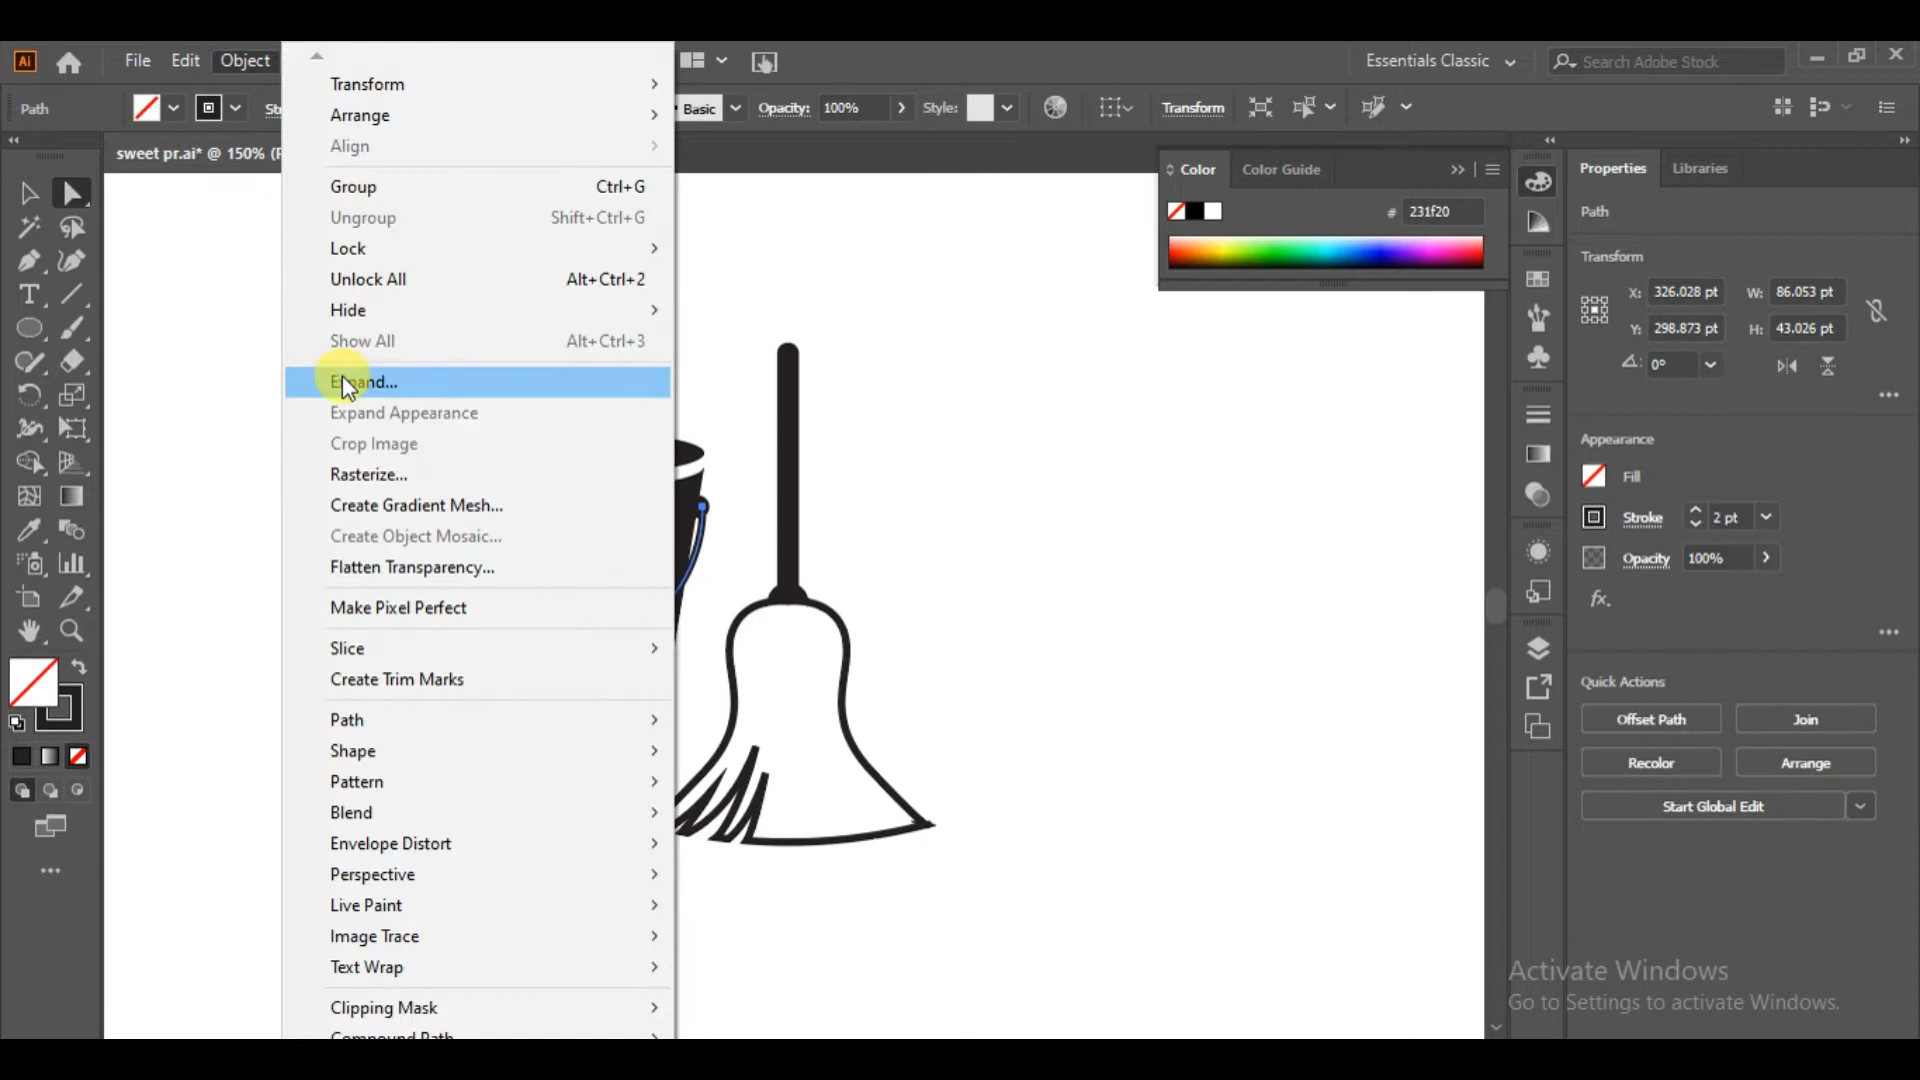 Ai File Edit Object Essentials Classic Search Adobe Stock
Path Basic Opacity: 100% Style: Transform
sweet pr.ai* @ 150%
Transform
Arrange
Align
Group Ctrl+G
Ungroup Shift+Ctrl+G
Lock
Unlock All Alt+Ctrl+2
Hide
Show All Alt+Ctrl+3
Expand...
Expand Appearance
Crop Image
Rasterize...
Create Gradient Mesh...
Create Object Mosaic...
Flatten Transparency...
Make Pixel Perfect
Slice
Create Trim Marks
Path
Shape
Pattern
Blend
Envelope Distort
Perspective
Live Paint
Image Trace
Text Wrap
Clipping Mask
Compound Path
Color Color Guide
# 231f20
Properties Libraries
Path
Transform
X: 326.028 pt W: 86.053 pt
Y: 298.873 pt H: 43.026 pt
0°
Appearance
Fill
Stroke 2 pt
Opacity 100%
fx.
Quick Actions
Offset Path Join
Recolor Arrange
Start Global Edit
Activate Windows
Go to Settings to activate Windows.